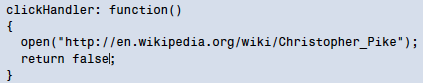 clickHandler: function()
{
  open("http://en.wikipedia.org/wiki/Christopher_Pike");
  return false;
}